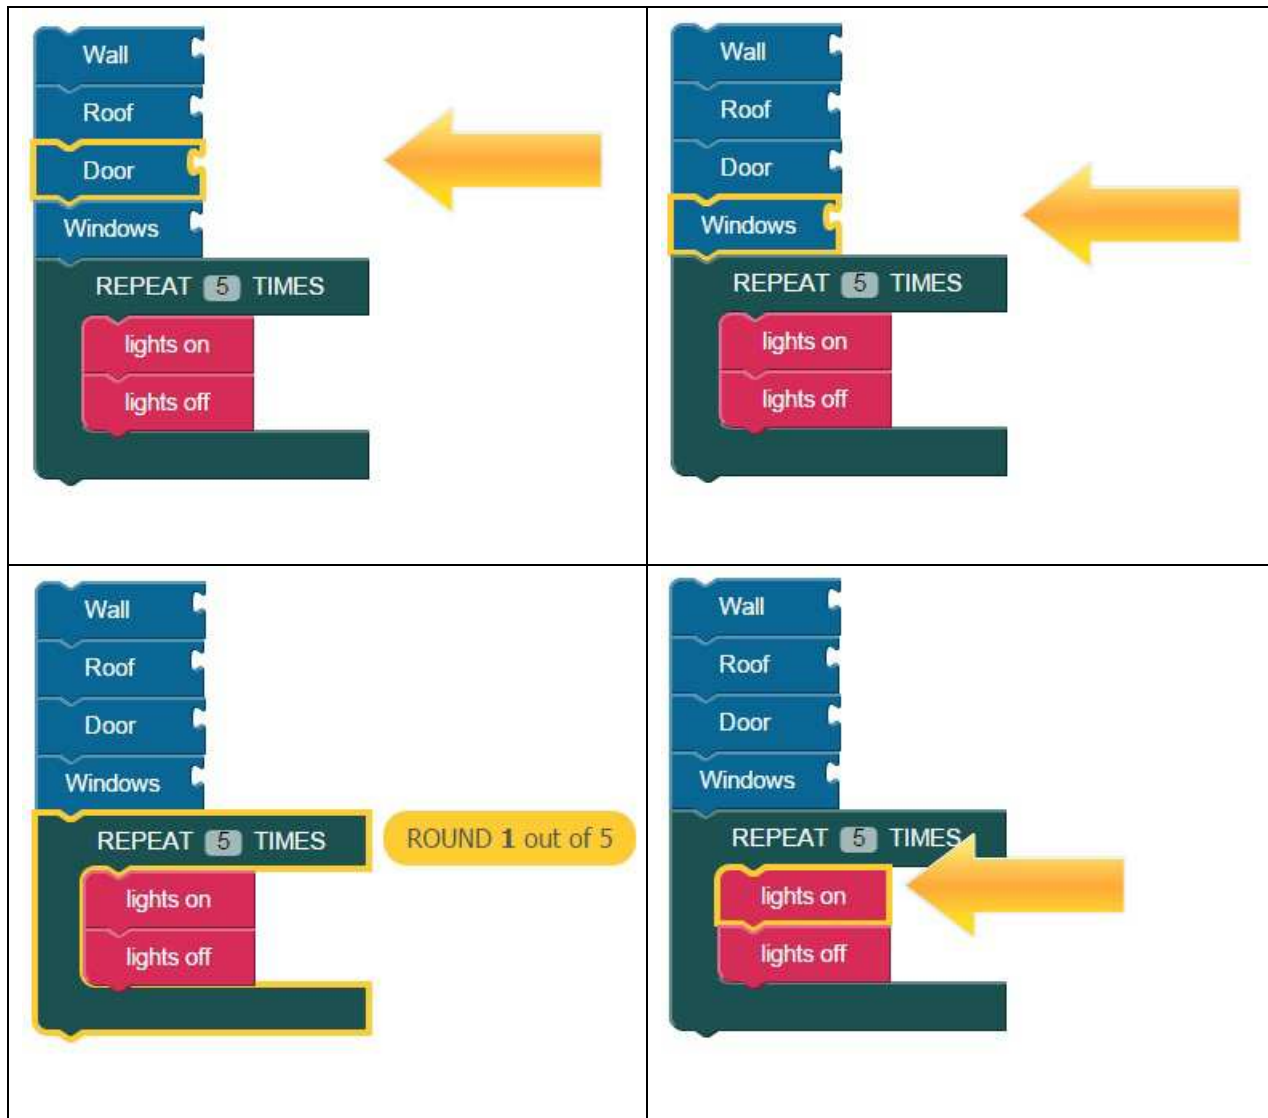 Wall
Roof
Door
Windows
REPEAT 5 TIMES
lights on
lights off
Wall
Roof
Door
Windows
REPEAT 5 TIMES
lights on
lights off
Wall
Roof
Door
Windows
REPEAT 5 TIMES
ROUND 1 out of 5
lights on
lights off
Wall
Roof
Door
Windows
REPEAT 5 TIMES
lights on
lights off